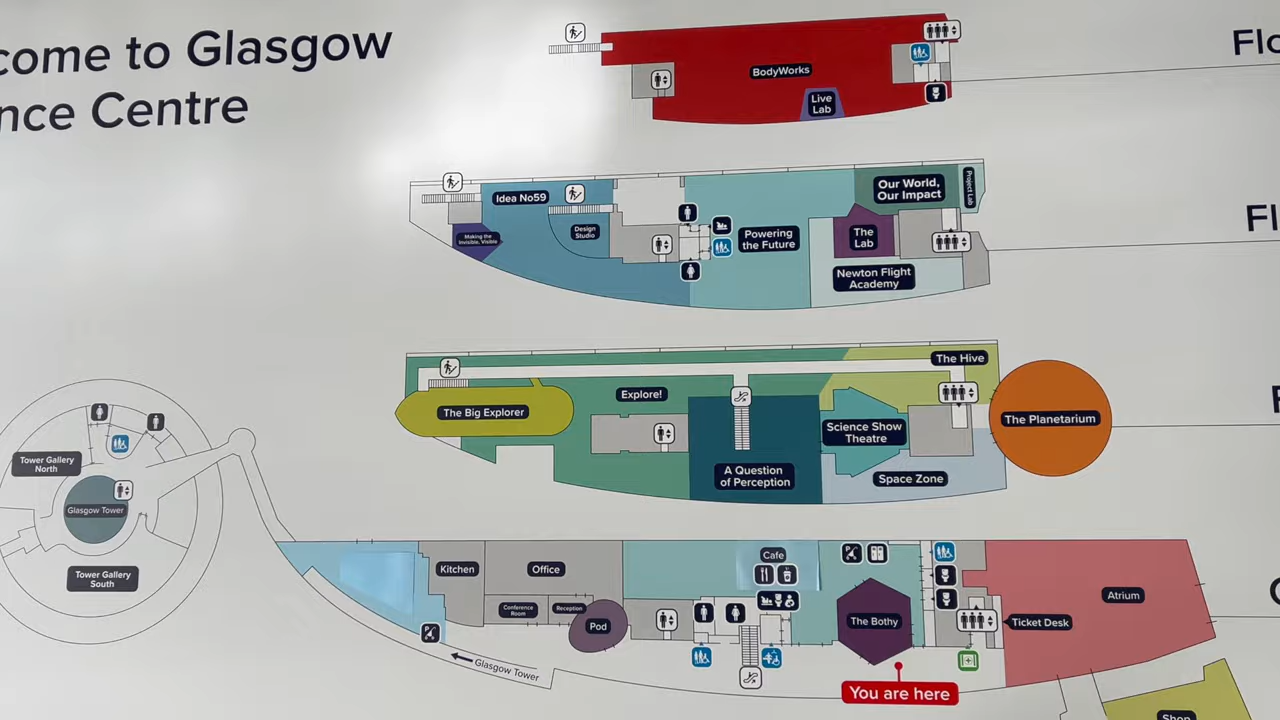 come to Glasgow
nce Centre
BodyWorks
Live
Lab
Idea No59
Design
Studio
Making the
Invisible, Visible
Powering
the Future
Our World,
Our Impact
Project Lab
The
Lab
Newton Flight
Academy
The Hive
The Big Explorer
Explore!
Science Show
Theatre
A Question
of Perception
Space Zone
The Planetarium
Tower Gallery
North
Glasgow Tower
Tower Gallery
South
Kitchen
Office
Conference
Room
Reception
Pod
Cafe
The Bothy
Atrium
Ticket Desk
Glasgow Tower
You are here
Shop
Flo
Fl